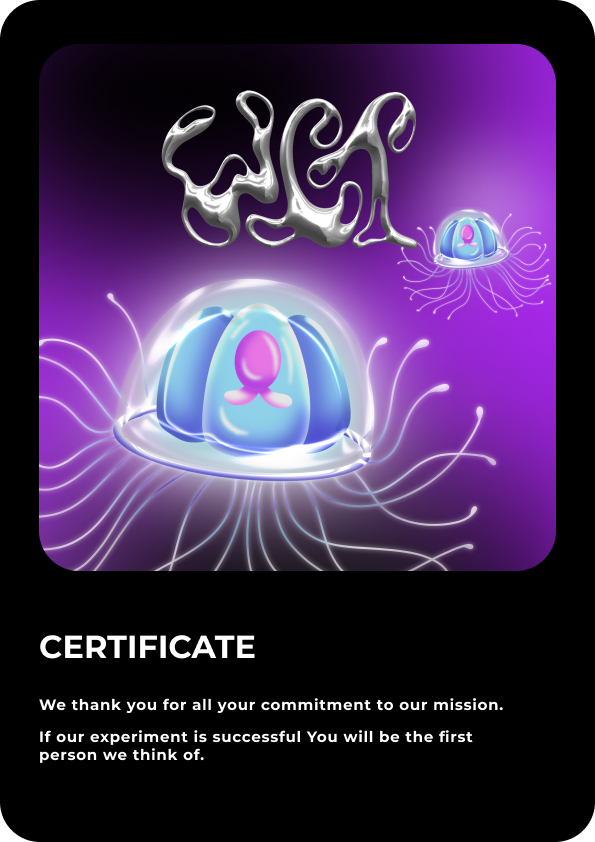 WGT
CERTIFICATE
We thank you for all your commitment to our mission.
If our experiment is successful You will be the first
person we think of.